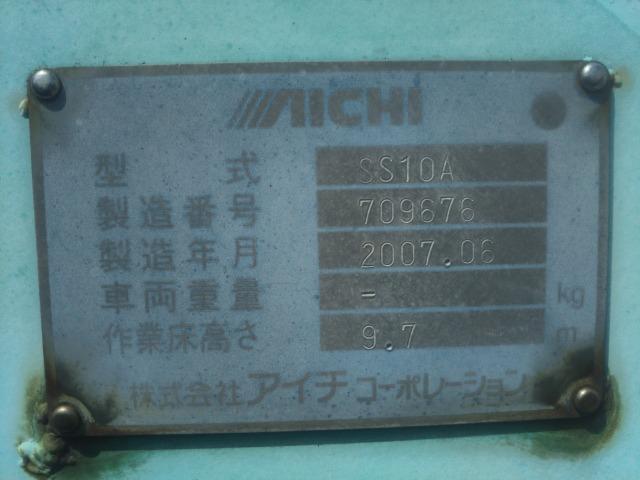 AICHI
型式 SS10A
製造番号 709676
製造年月 2007.06
車両重量 - kg
作業床高さ 9.7 m
株式会社アイチコーポレーション